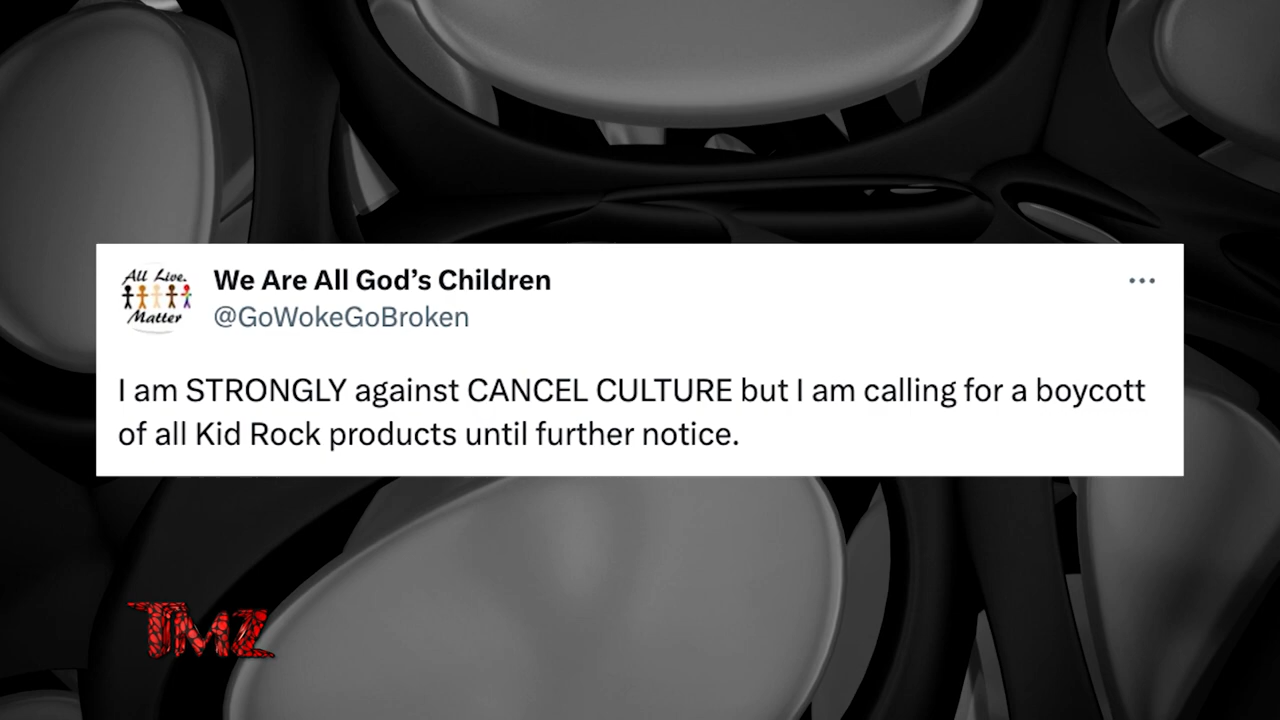 All Live.
Matter
We Are All God's Children
@GoWokeGoBroken
I am STRONGLY against CANCEL CULTURE but I am calling for a boycott
of all Kid Rock products until further notice.
TMZ